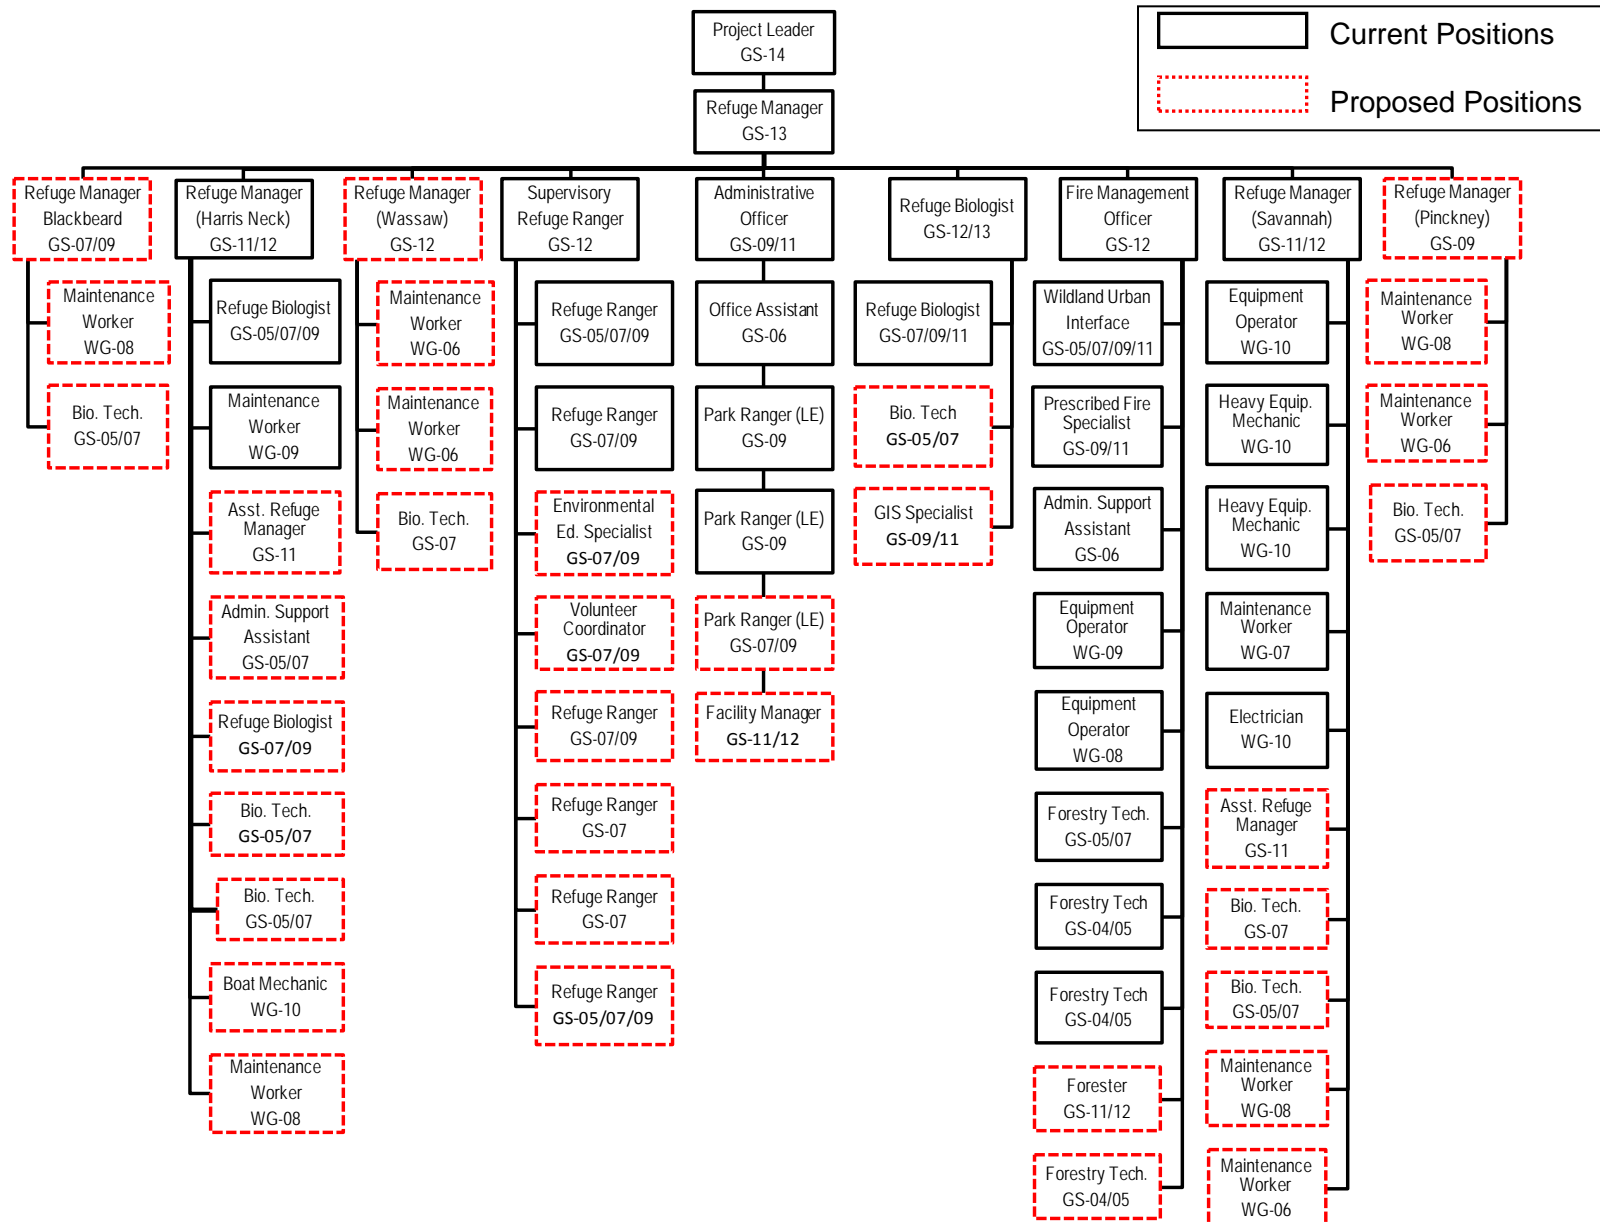 Project Leader
GS-14
Current Positions
Proposed Positions
Refuge Manager
GS-13
Refuge Manager
Blackbeard
GS-07/09
Maintenance
Worker
WG-08
Bio. Tech.
GS-05/07
Refuge Manager
(Harris Neck)
GS-11/12
Refuge Biologist
GS-05/07/09
Maintenance
Worker
WG-09
Asst. Refuge
Manager
GS-11
Admin. Support
Assistant
GS-05/07
Refuge Biologist
GS-07/09
Bio. Tech.
GS-05/07
Bio. Tech.
GS-05/07
Boat Mechanic
WG-10
Maintenance
Worker
WG-08
Refuge Manager
(Wassaw)
GS-12
Maintenance
Worker
WG-06
Maintenance
Worker
WG-06
Bio. Tech.
GS-07
Supervisory
Refuge Ranger
GS-12
Refuge Ranger
GS-05/07/09
Refuge Ranger
GS-07/09
Environmental
Ed. Specialist
GS-07/09
Volunteer
Coordinator
GS-07/09
Refuge Ranger
GS-07/09
Refuge Ranger
GS-07
Refuge Ranger
GS-07
Refuge Ranger
GS-05/07/09
Administrative
Officer
GS-09/11
Office Assistant
GS-06
Park Ranger (LE)
GS-09
Park Ranger (LE)
GS-09
Park Ranger (LE)
GS-07/09
Facility Manager
GS-11/12
Refuge Biologist
GS-12/13
Refuge Biologist
GS-07/09/11
Bio. Tech
GS-05/07
GIS Specialist
GS-09/11
Fire Management
Officer
GS-12
Wildland Urban
Interface
GS-05/07/09/11
Prescribed Fire
Specialist
GS-09/11
Admin. Support
Assistant
GS-06
Equipment
Operator
WG-09
Equipment
Operator
WG-08
Forestry Tech.
GS-05/07
Forestry Tech
GS-04/05
Forestry Tech
GS-04/05
Forester
GS-11/12
Forestry Tech.
GS-04/05
Refuge Manager
(Savannah)
GS-11/12
Equipment
Operator
WG-10
Heavy Equip.
Mechanic
WG-10
Heavy Equip.
Mechanic
WG-10
Maintenance
Worker
WG-07
Electrician
WG-10
Asst. Refuge
Manager
GS-11
Bio. Tech.
GS-07
Bio. Tech.
GS-05/07
Maintenance
Worker
WG-08
Maintenance
Worker
WG-06
Refuge Manager
(Pinckney)
GS-09
Maintenance
Worker
WG-08
Maintenance
Worker
WG-06
Bio. Tech.
GS-05/07